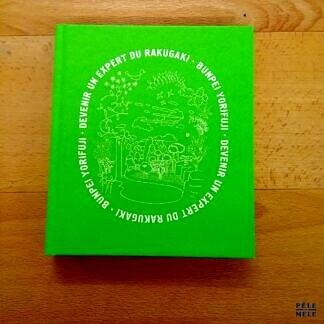 DEVENIR UN EXPERT DU RAKUGAKI · BUNPEI YORIFUJI · DEVENIR UN EXPERT DU RAKUGAKI · BUNPEI YORIFUJI ·
PÊLE
MÊLE